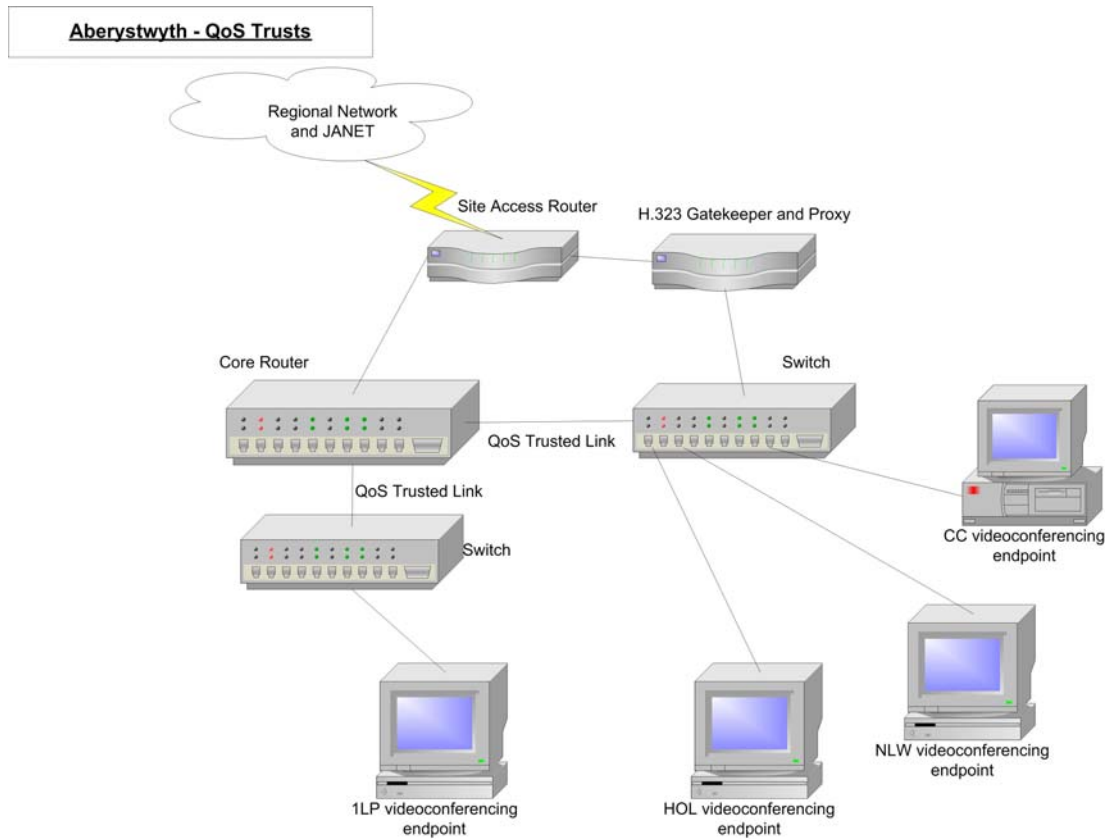 Aberystwyth - QoS Trusts
Regional Network
and JANET
Site Access Router
H.323 Gatekeeper and Proxy
Core Router
Switch
QoS Trusted Link
QoS Trusted Link
Switch
CC videoconferencing
endpoint
NLW videoconferencing
endpoint
1LP videoconferencing
endpoint
HOL videoconferencing
endpoint